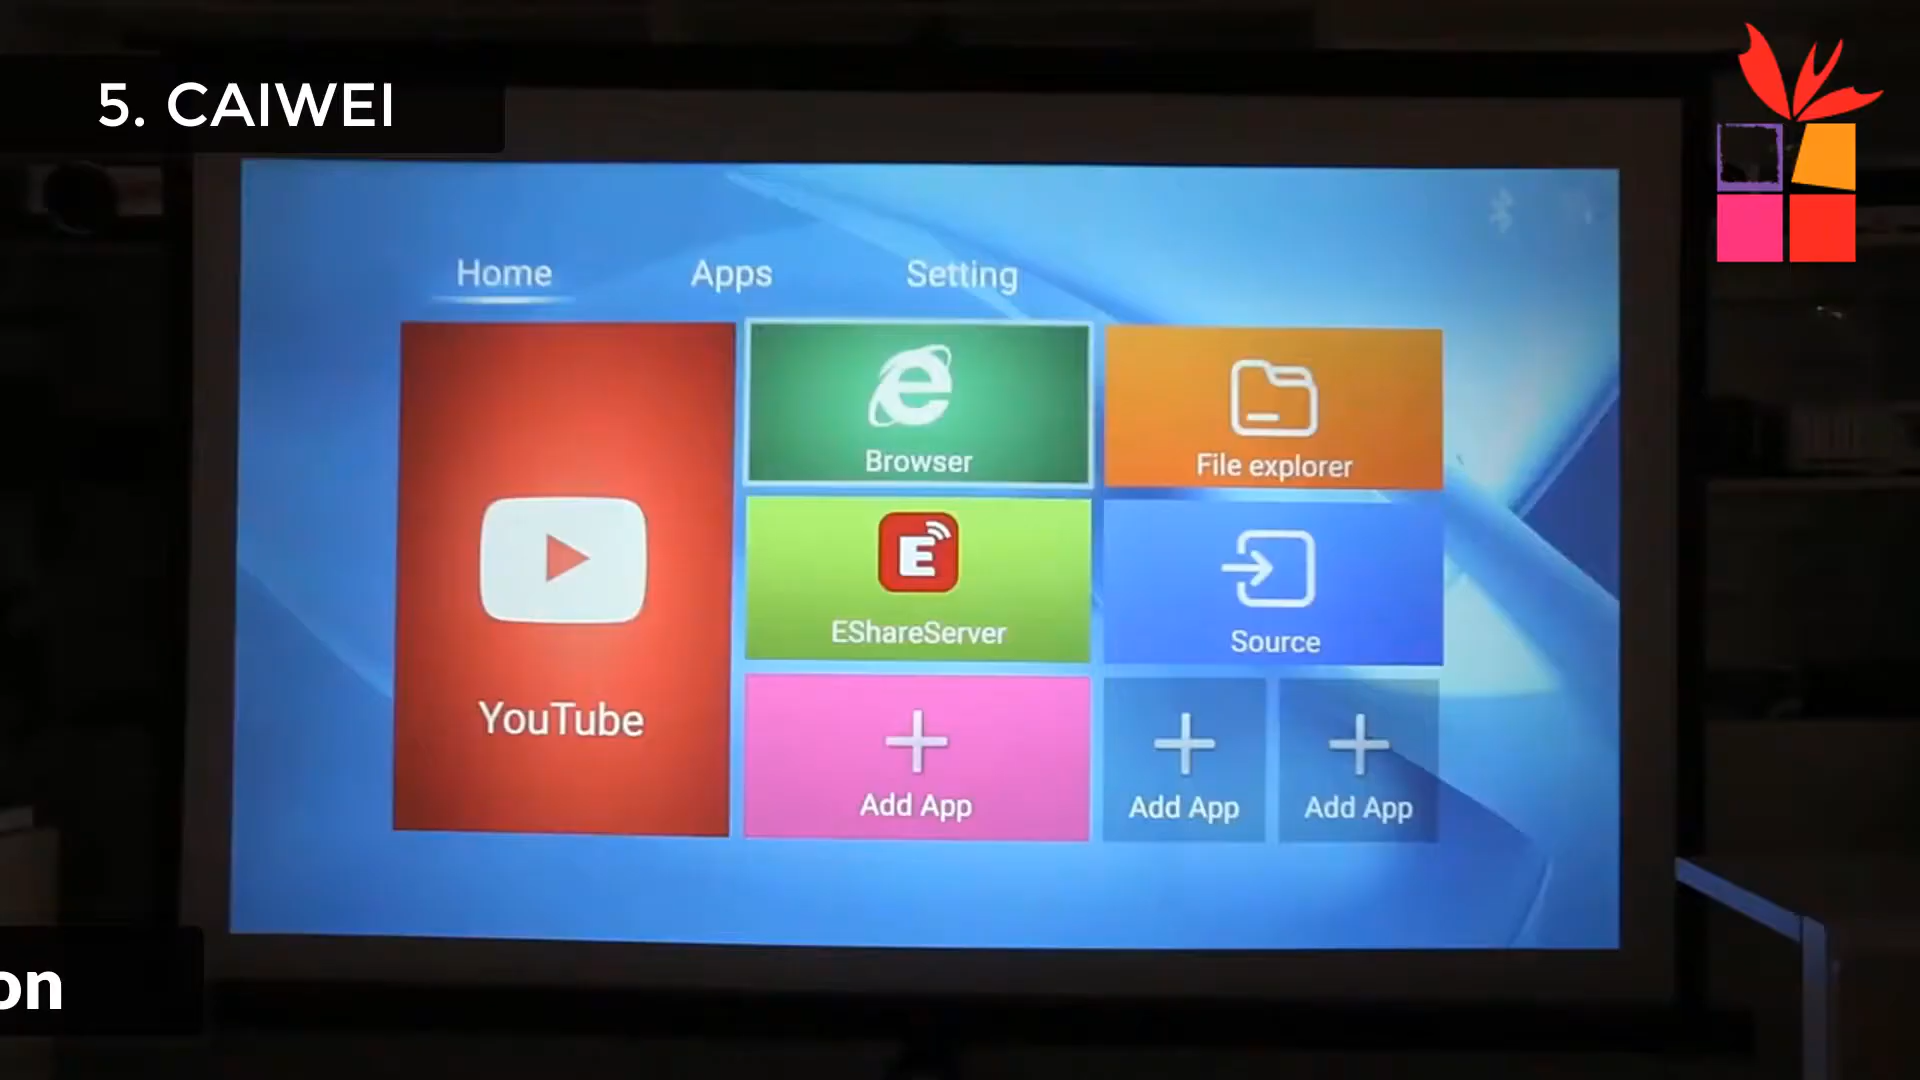 5. CAIWEI
Home Apps Setting
Browser
File explorer
E
EShareServer
Source
YouTube
Add App
Add App
Add App
on